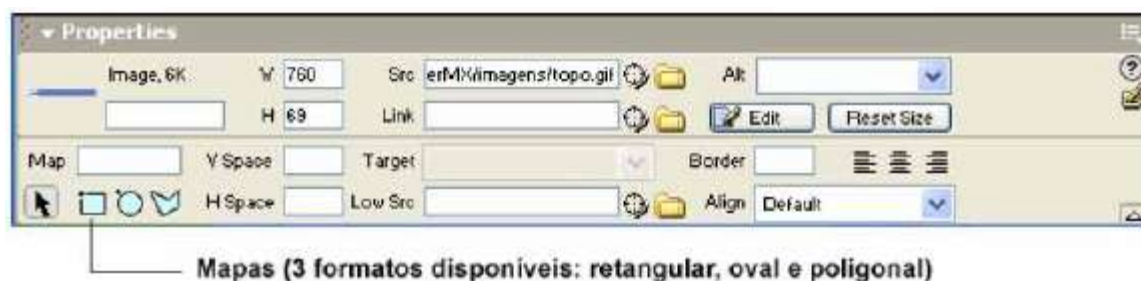 Properties
Image, 6K W 760 Src erMX/imagens/topo.gif Alt
H 69 Link Edit Reset Size
Map V Space Target Border
H Space Low Src Align Default
Mapas (3 formatos disponíveis: retangular, oval e poligonal)